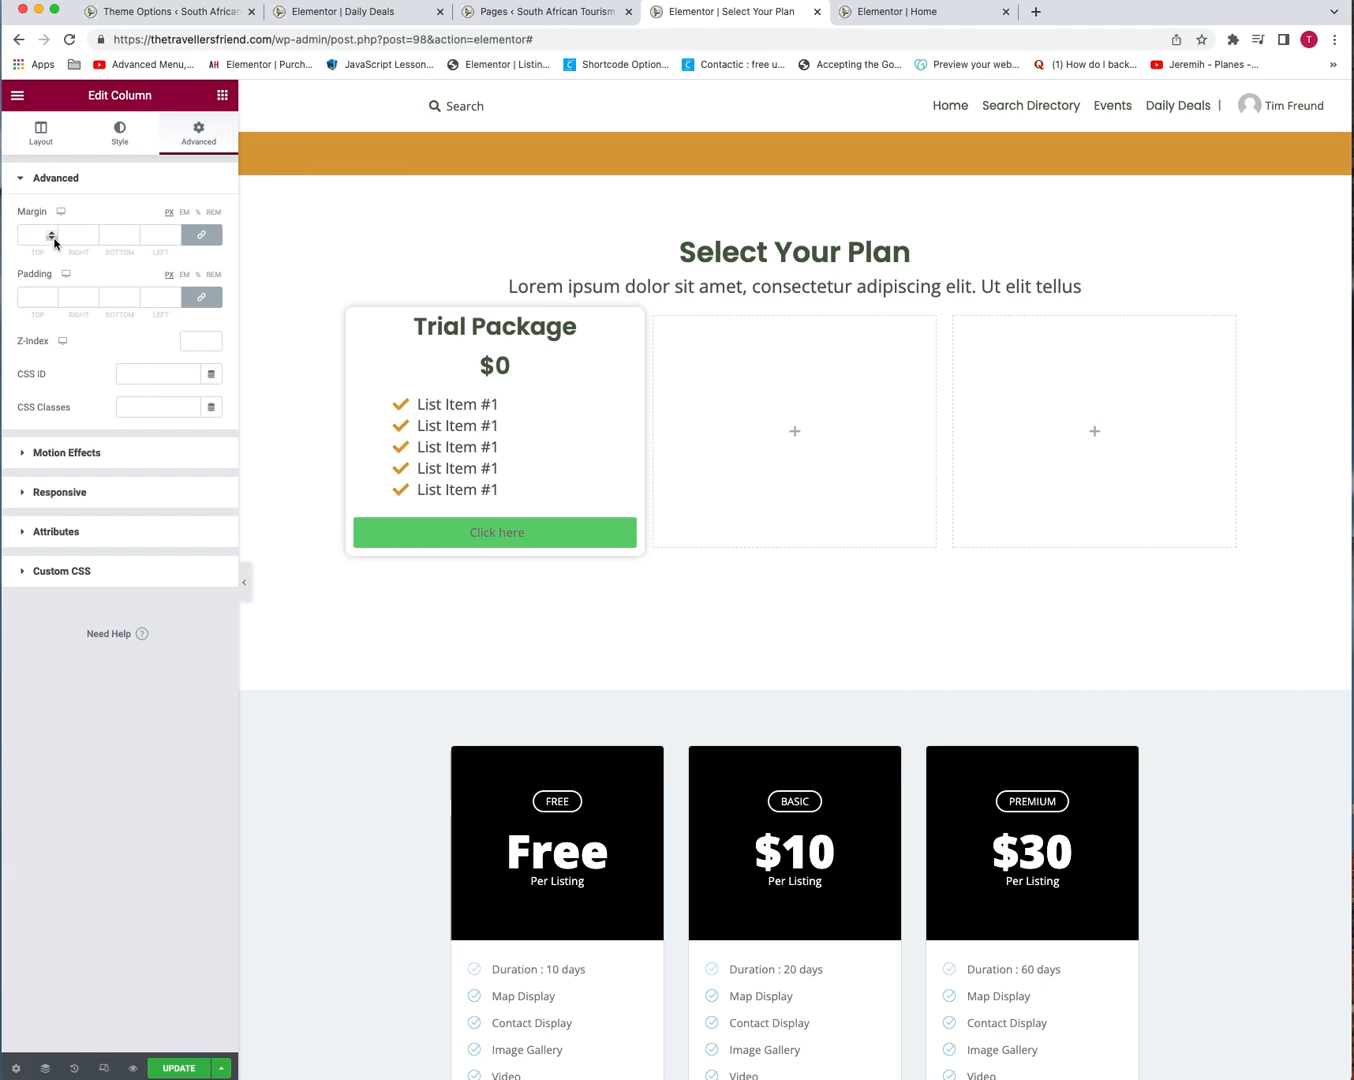 Theme Options ‹ South African
Elementor | Daily Deals
Pages ‹ South African Tourism
Elementor | Select Your Plan
Elementor | Home
https://thetravellersfriend.com/wp-admin/post.php?post=98&action=elementor#
T
Apps
Advanced Menu,...
AH Elementor | Purch...
JavaScript Lesson...
Elementor | Listin...
C Shortcode Option...
C Contactic : free u...
Accepting the Go...
Preview your web...
Q (1) How do I back...
Jeremih - Planes -...
»
Edit Column
Layout
Style
Advanced
Search
Home
Search Directory
Events
Daily Deals |
Tim Freund
Advanced
Margin
PX EM % REM
TOP RIGHT BOTTOM LEFT
Padding
PX EM % REM
TOP RIGHT BOTTOM LEFT
Z-Index
CSS ID
CSS Classes
Motion Effects
Responsive
Attributes
Custom CSS
Need Help ?
UPDATE
Select Your Plan
Lorem ipsum dolor sit amet, consectetur adipiscing elit. Ut elit tellus
Trial Package
$0
List Item #1
List Item #1
List Item #1
List Item #1
List Item #1
Click here
FREE
Free
Per Listing
Duration : 10 days
Map Display
Contact Display
Image Gallery
Video
BASIC
$10
Per Listing
Duration : 20 days
Map Display
Contact Display
Image Gallery
Video
PREMIUM
$30
Per Listing
Duration : 60 days
Map Display
Contact Display
Image Gallery
Video